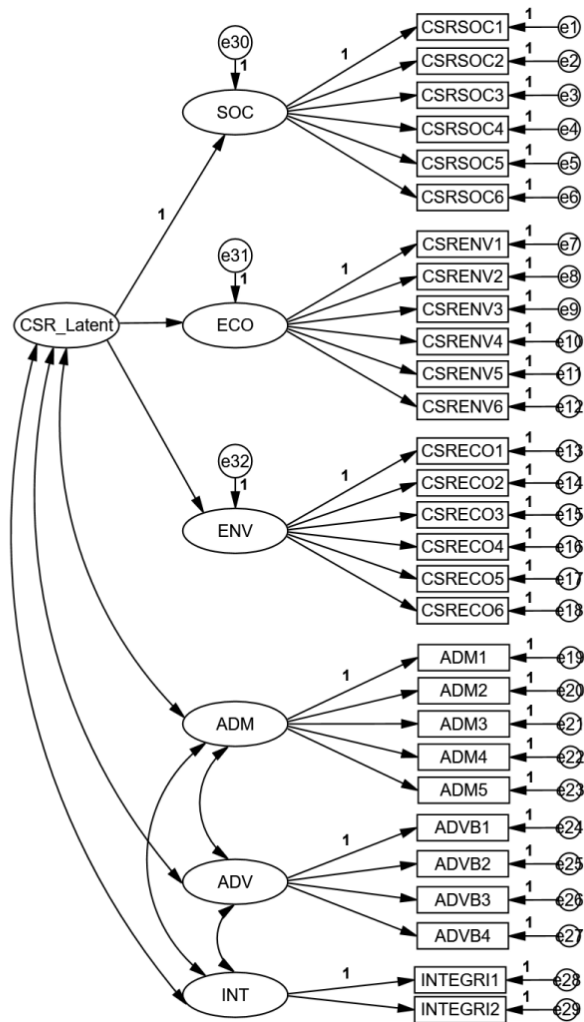 CSRSOC1 1 e1
e30 1
1 CSRSOC2 1 e2
CSRSOC3 1 e3
SOC CSRSOC4 1 e4
CSRSOC5 1 e5
CSRSOC6 1 e6
1
CSRENV1 1 e7
e31 1
1 CSRENV2 1 e8
CSRENV3 1 e9
CSR_Latent ECO CSRENV4 1 e10
CSRENV5 1 e11
CSRENV6 1 e12
CSRECO1 1 e13
e32 1
1 CSRECO2 1 e14
CSRECO3 1 e15
ENV CSRECO4 1 e16
CSRECO5 1 e17
CSRECO6 1 e18
1 ADM1 1 e19
ADM2 1 e20
ADM ADM3 1 e21
ADM4 1 e22
ADM5 1 e23
1 ADVB1 1 e24
ADVB2 1 e25
ADV ADVB3 1 e26
ADVB4 1 e27
1 INTEGRI1 1 e28
INT INTEGRI2 1 e29